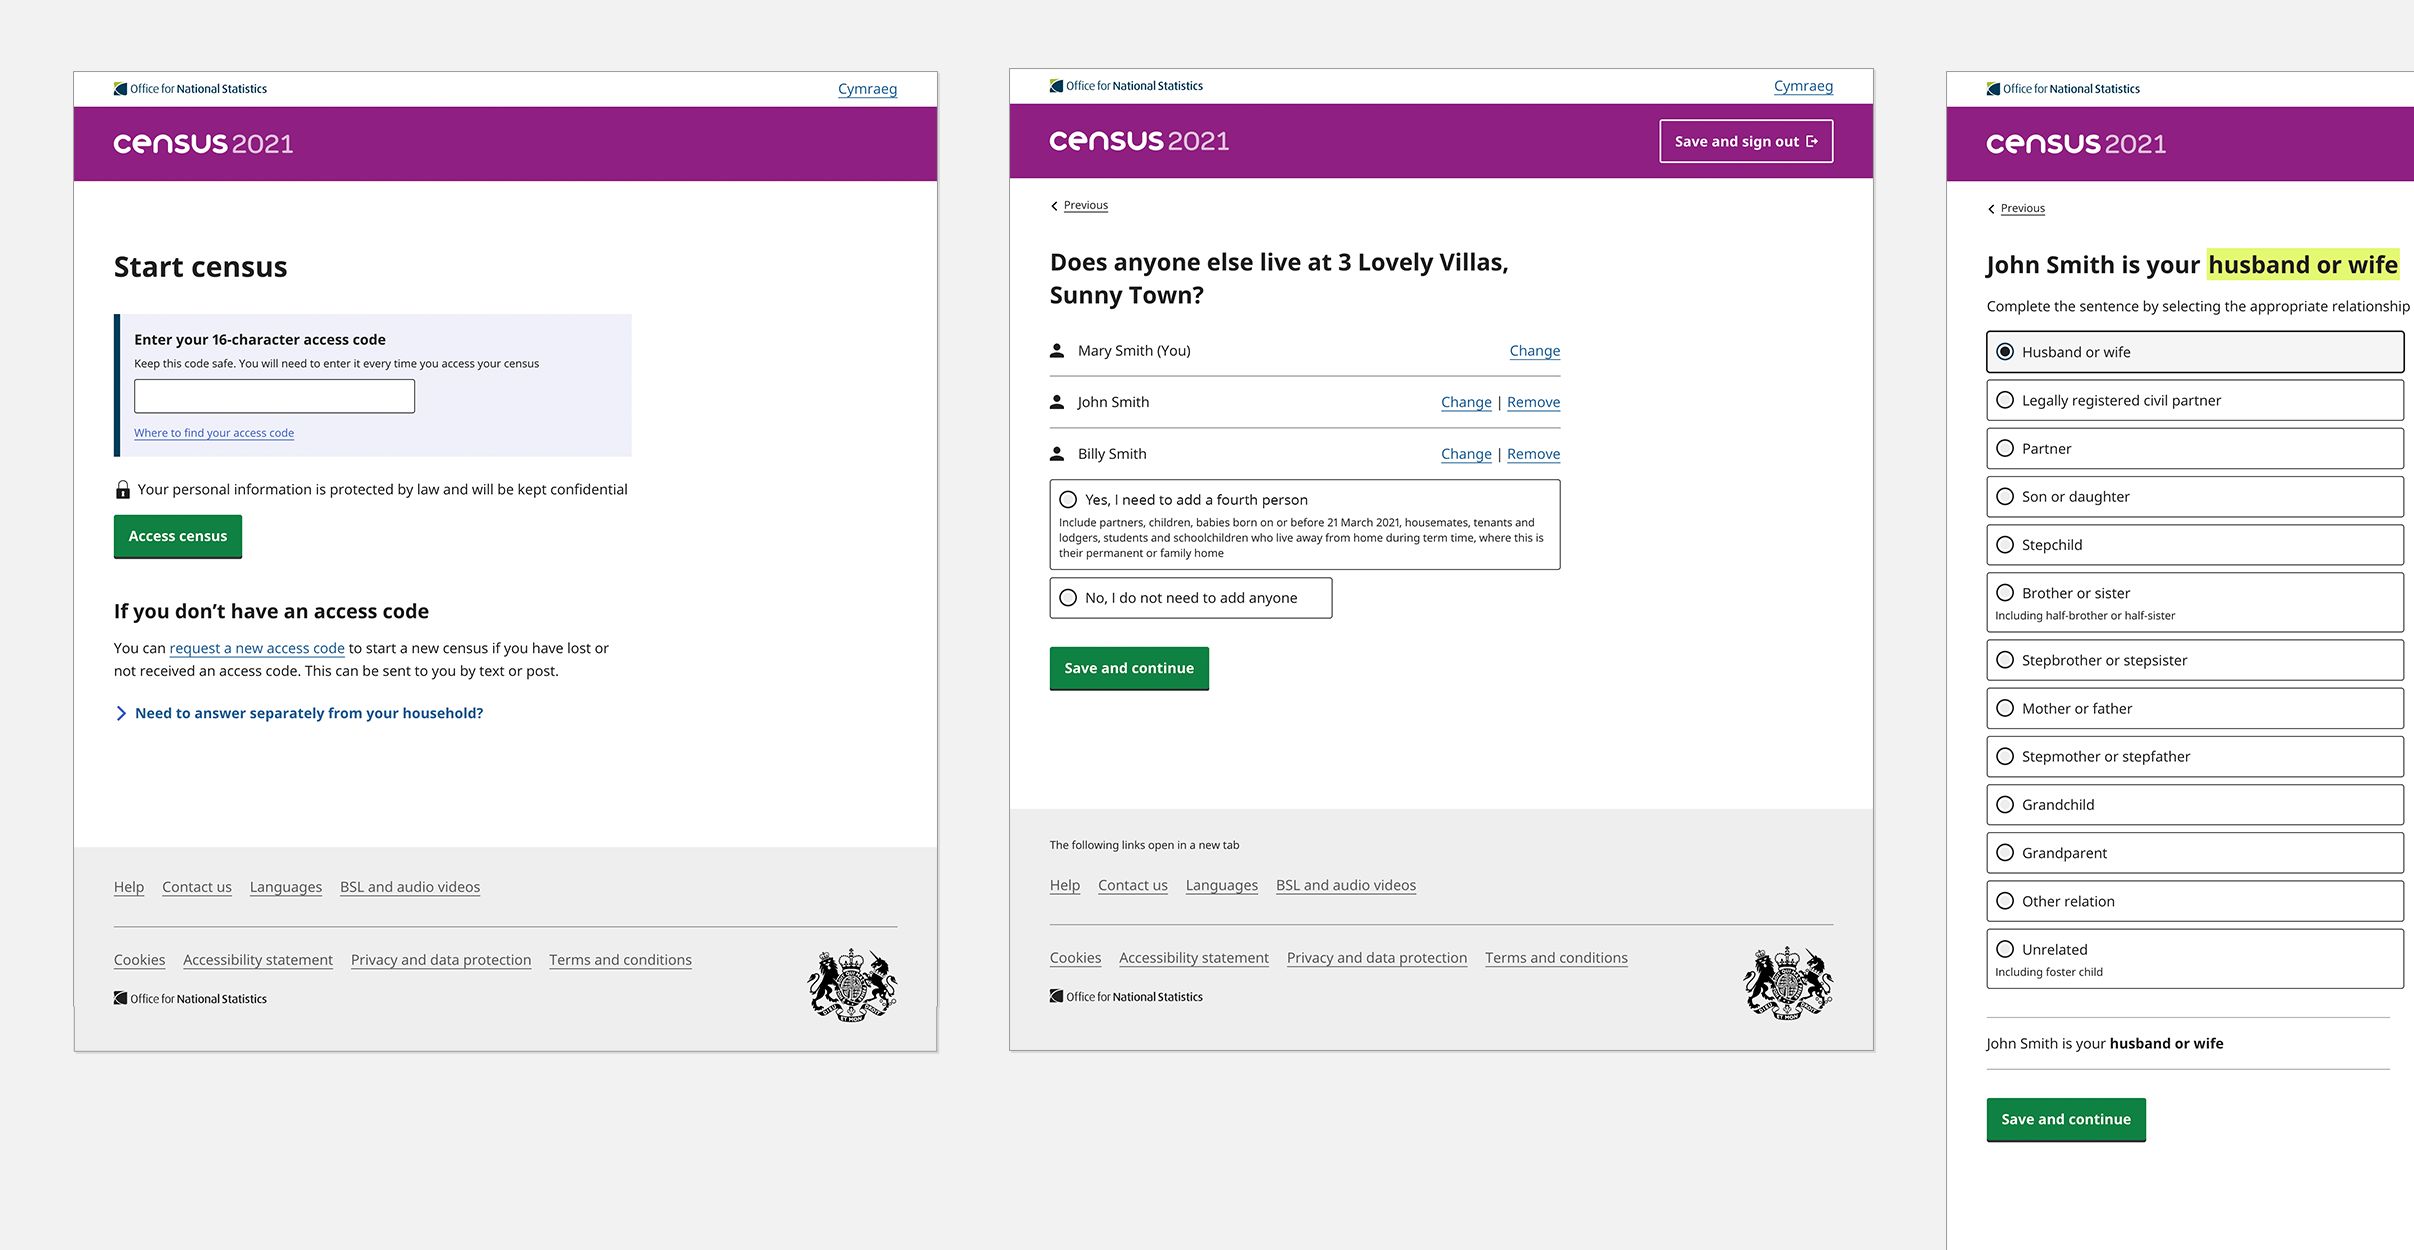 Office for National Statistics
Cymraeg
census 2021
Start census
Enter your 16-character access code
Keep this code safe. You will need to enter it every time you access your census
Where to find your access code
Your personal information is protected by law and will be kept confidential
Access census
If you don’t have an access code
You can request a new access code to start a new census if you have lost or
not received an access code. This can be sent to you by text or post.
Need to answer separately from your household?
Help Contact us Languages BSL and audio videos
Cookies Accessibility statement Privacy and data protection Terms and conditions
Office for National Statistics
Office for National Statistics
Cymraeg
census 2021
Save and sign out
Previous
Does anyone else live at 3 Lovely Villas,
Sunny Town?
Mary Smith (You) Change
John Smith Change | Remove
Billy Smith Change | Remove
Yes, I need to add a fourth person
Include partners, children, babies born on or before 21 March 2021, housemates, tenants and
lodgers, students and schoolchildren who live away from home during term time, where this is
their permanent or family home
No, I do not need to add anyone
Save and continue
The following links open in a new tab
Help Contact us Languages BSL and audio videos
Cookies Accessibility statement Privacy and data protection Terms and conditions
Office for National Statistics
Office for National Statistics
census 2021
Previous
John Smith is your husband or wife
Complete the sentence by selecting the appropriate relationship
Husband or wife
Legally registered civil partner
Partner
Son or daughter
Stepchild
Brother or sister
Including half-brother or half-sister
Stepbrother or stepsister
Mother or father
Stepmother or stepfather
Grandchild
Grandparent
Other relation
Unrelated
Including foster child
John Smith is your husband or wife
Save and continue